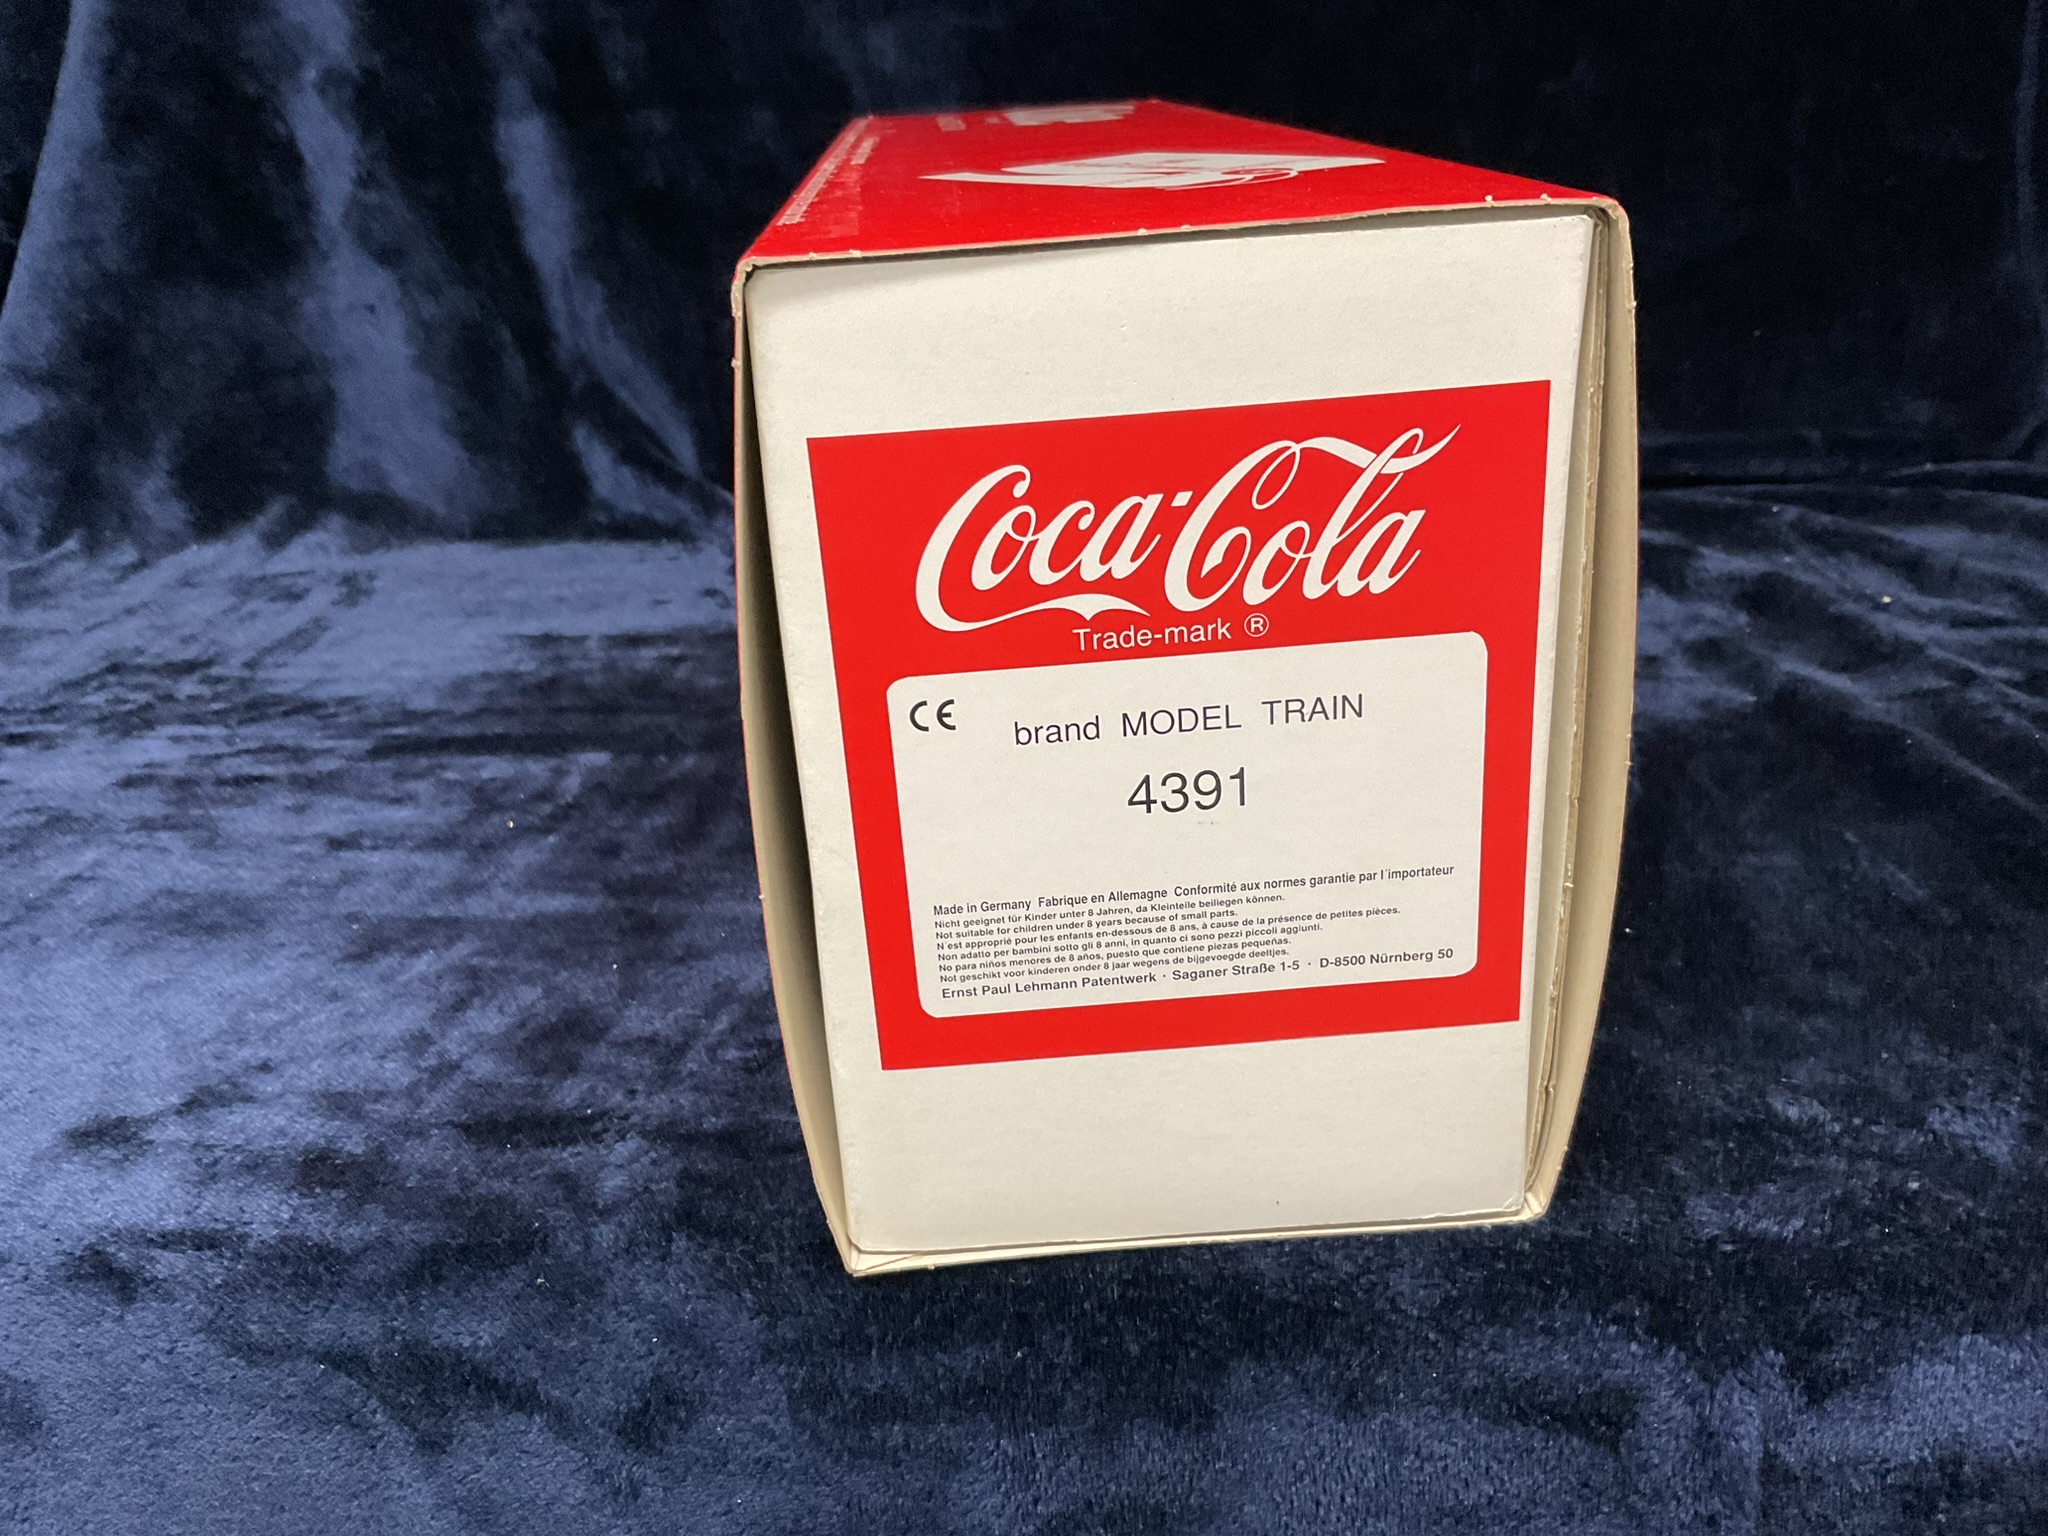 Coca-Cola
Trade-mark ®
CE
brand MODEL TRAIN
4391
Made in Germany Fabrique en Allemagne Conformité aux normes garantie par l´importateur
Nicht geeignet für Kinder unter 8 Jahren, da Kleinteile beiliegen können.
Not suitable for children under 8 years because of small parts.
N´est approprié pour les enfants en-dessous de 8 ans, à cause de la présence de petites pièces.
Non adatto per bambini sotto gli 8 anni, in quanto ci sono pezzi piccoli aggiunti.
No para niños menores de 8 años, puesto que contiene piezas pequeñas.
Not geschikt voor kinderen onder 8 jaar wegens de bijgevoegde deeltjes.
Ernst Paul Lehmann Patentwerk · Saganer Straße 1-5 · D-8500 Nürnberg 50